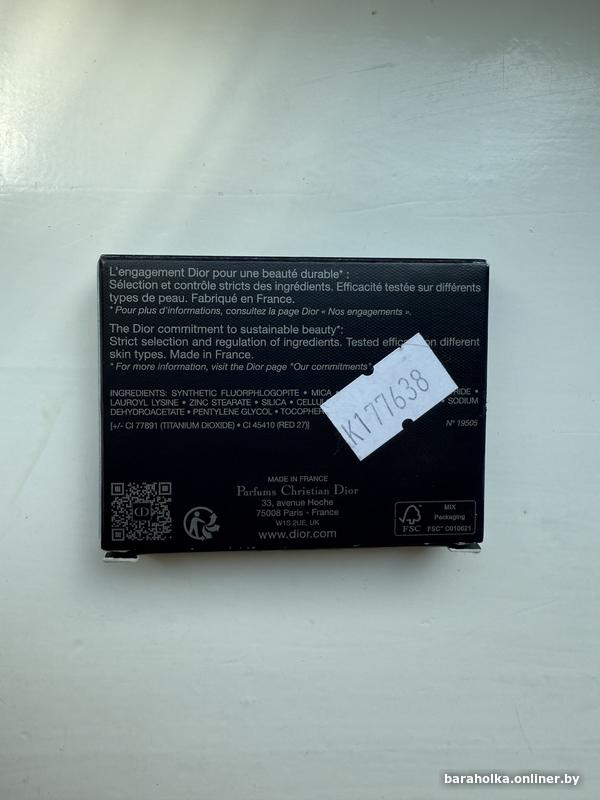 L'engagement Dior pour une beauté durable* :
Sélection et contrôle stricts des ingrédients. Efficacité testée sur différents
types de peau. Fabriqué en France.
* Pour plus d'informations, consultez la page Dior « Nos engagements ».
The Dior commitment to sustainable beauty*:
Strict selection and regulation of ingredients. Tested on different
skin types. Made in France.
* For more information, visit the Dior page "Our commitments"
K177638
INGREDIENTS: SYNTHETIC FLUORPHLOGOPITE • MICA •
LAUROYL LYSINE • ZINC STEARATE • SILICA • SODIUM
DEHYDROACETATE • PENTYLENE GLYCOL •
[+/- CI 77891 (TITANIUM DIOXIDE) • CI 45410 (RED 27)] N° 19505
MADE IN FRANCE
Parfums Christian Dior
33, avenue Hoche
75008 Paris - France
W1S 2UE, UK
www.dior.com
CD
FSC
MIX
Packaging
FSC® C010621
baraholka.onliner.by